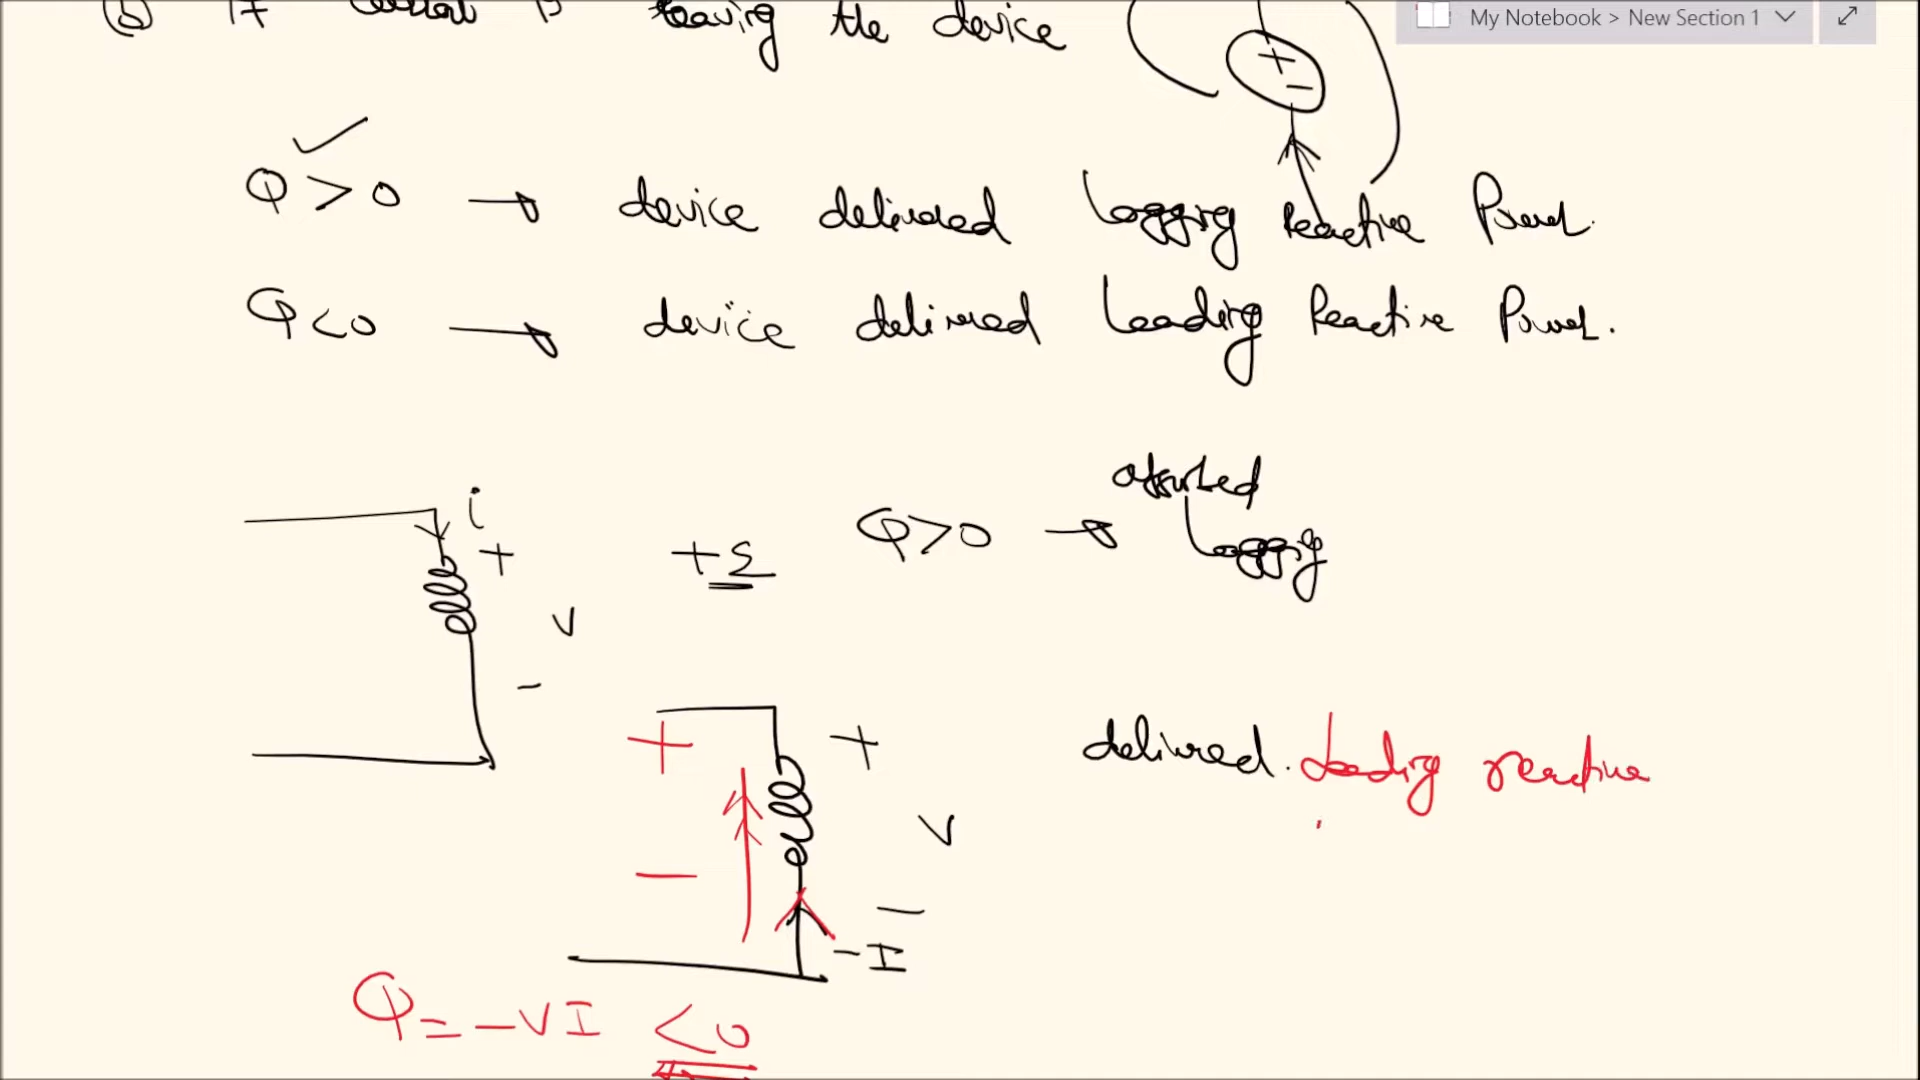 My Notebook > New Section 1
(b) If current is leaving the device
+
-
Q > 0 → device delivered Lagging reactive Power.
Q < 0 → device delivered Leading Reactive Power.
i
+
V
-
Q > 0 → absorbed Lagging
+
-
+
V
-
- I
delivered. Leading reactive
Q = - V I < 0